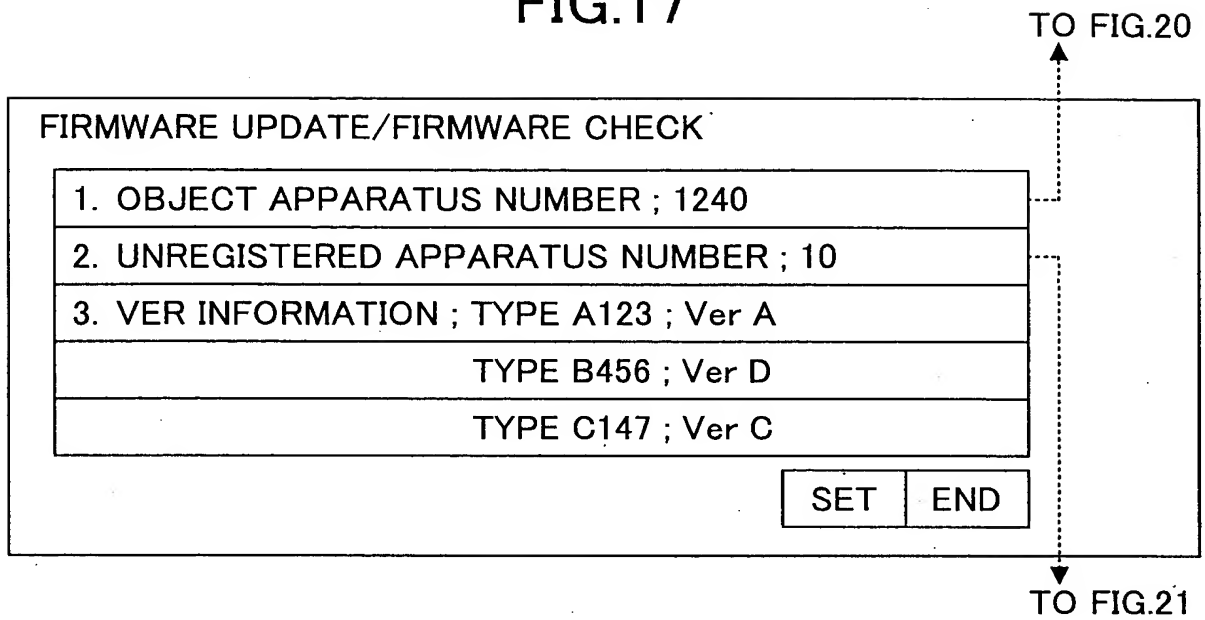 FIG.17
TO FIG.20
FIRMWARE UPDATE/FIRMWARE CHECK
1. OBJECT APPARATUS NUMBER ; 1240
2. UNREGISTERED APPARATUS NUMBER ; 10
3. VER INFORMATION ; TYPE A123 ; Ver A
TYPE B456 ; Ver D
TYPE C147 ; Ver C
SET END
TO FIG.21